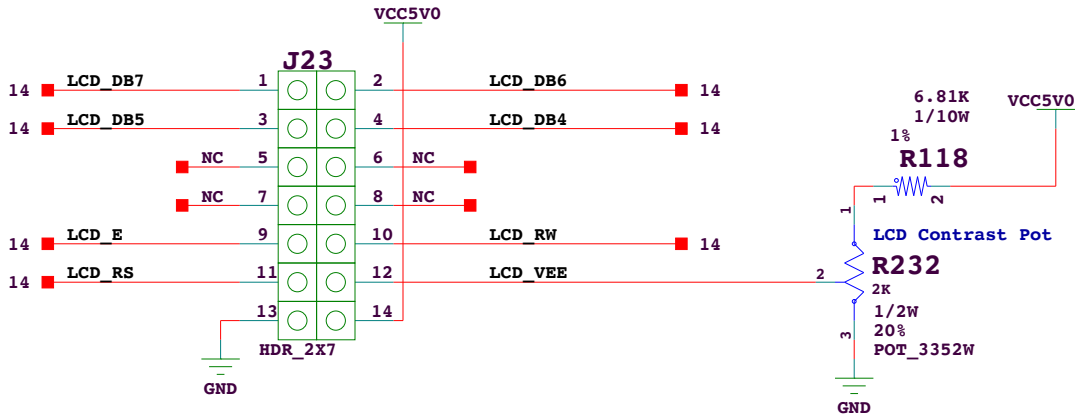 VCC5V0
J23
14 LCD_DB7 1 2 LCD_DB6 14
14 LCD_DB5 3 4 LCD_DB4 14
NC 5 6 NC
NC 7 8 NC
14 LCD_E 9 10 LCD_RW 14
14 LCD_RS 11 12 LCD_VEE 2
13 14
HDR_2X7
GND
6.81K
1/10W
1%
R118
VCC5V0
1 2
1
LCD Contrast Pot
R232
2K
1/2W
20%
POT_3352W
3
GND